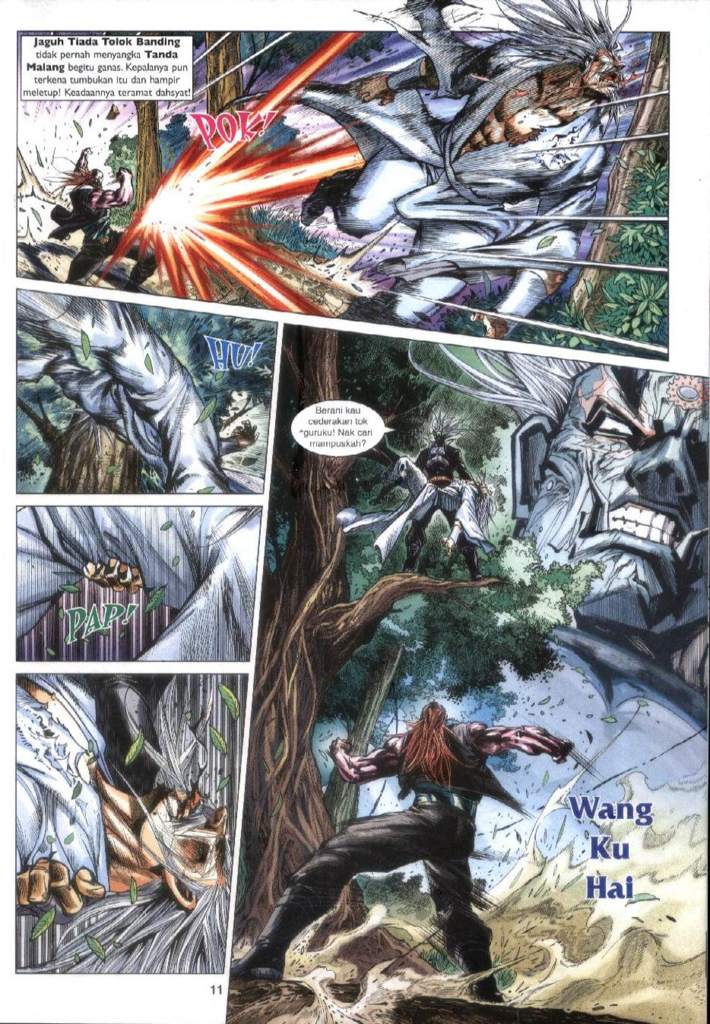 Jaguh Tiada Tolok Banding
tidak pernah menyangka Tanda
Malang begitu ganas. Kepalanya pun
terkena tumbukan itu dan hampir
meletup! Keadaannya teramat dahsyat!
POK!
HU!
Berani kau
cederakan tok
"guruku! Nak cari
mampuskah?
PAP!
Wang
Ku
Hai
11